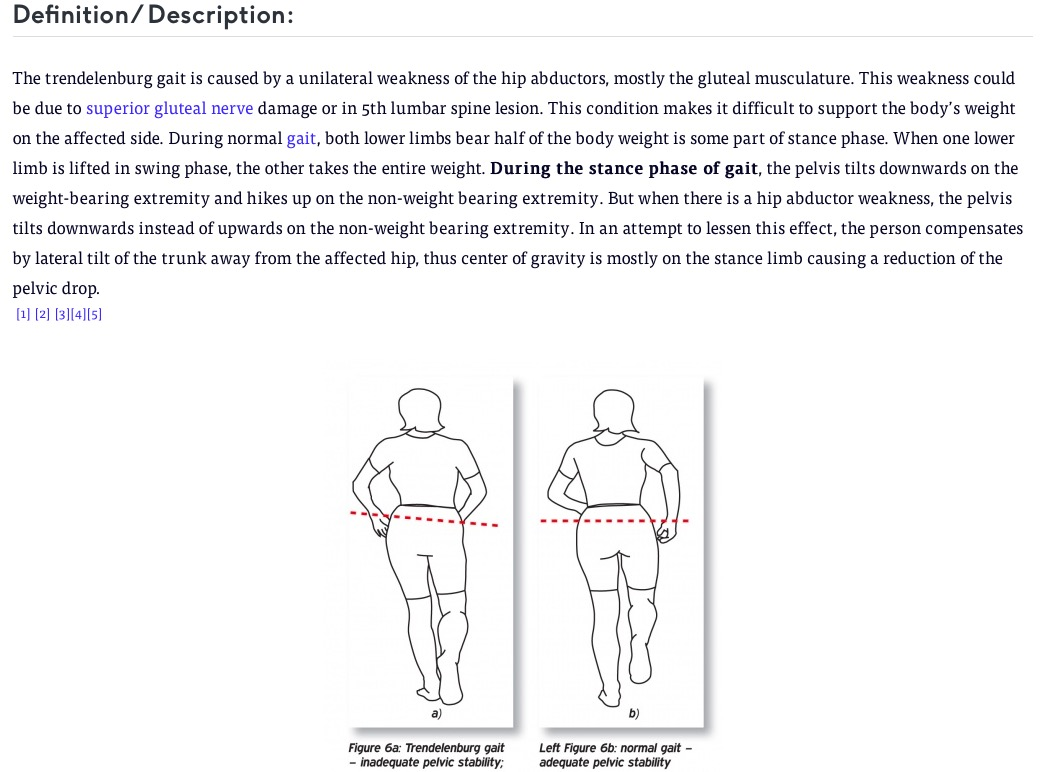 Definition/Description:
The trendelenburg gait is caused by a unilateral weakness of the hip abductors, mostly the gluteal musculature. This weakness could
be due to superior gluteal nerve damage or in 5th lumbar spine lesion. This condition makes it difficult to support the body's weight
on the affected side. During normal gait, both lower limbs bear half of the body weight is some part of stance phase. When one lower
limb is lifted in swing phase, the other takes the entire weight. During the stance phase of gait, the pelvis tilts downwards on the
weight-bearing extremity and hikes up on the non-weight bearing extremity. But when there is a hip abductor weakness, the pelvis
tilts downwards instead of upwards on the non-weight bearing extremity. In an attempt to lessen this effect, the person compensates
by lateral tilt of the trunk away from the affected hip, thus center of gravity is mostly on the stance limb causing a reduction of the
pelvic drop.
[1] [2] [3][4][5]
a)
b)
Figure 6a: Trendelenburg gait
– inadequate pelvic stability;
Left Figure 6b: normal gait –
adequate pelvic stability